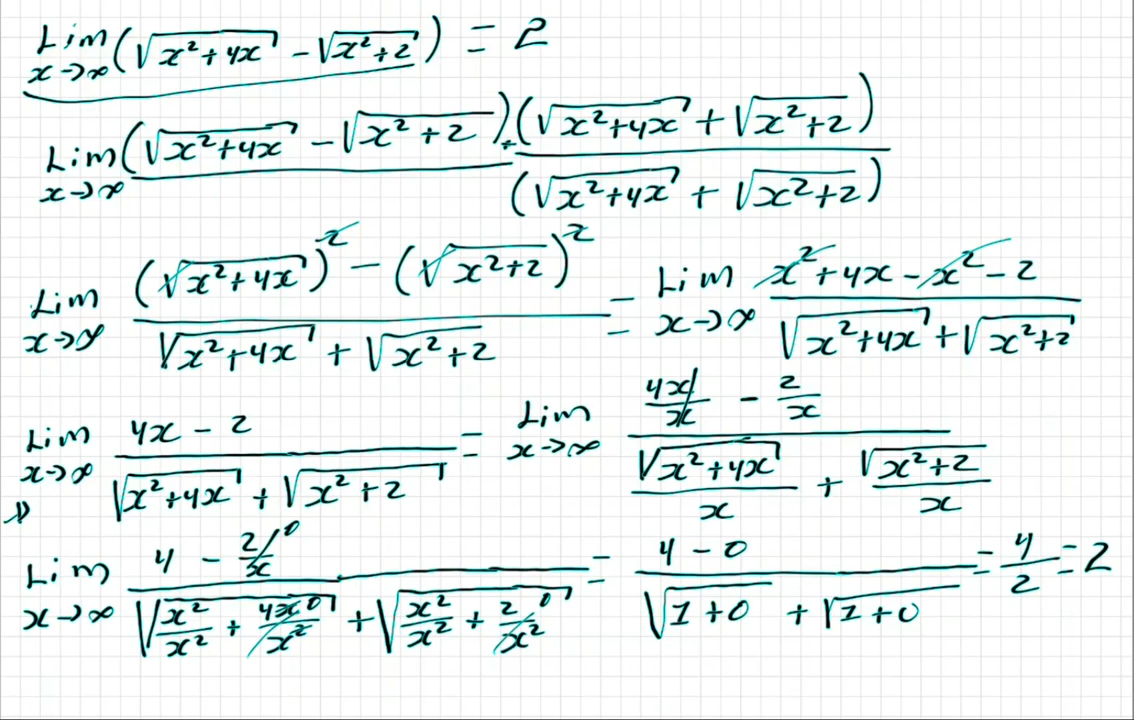 Lim x→∞ (√(x²+4x) - √(x²+2)) = 2
Lim x→∞ (√(x²+4x) - √(x²+2)) · (√(x²+4x) + √(x²+2)) / (√(x²+4x) + √(x²+2))
Lim x→∞ ((√(x²+4x))² - (√(x²+2))²) / (√(x²+4x) + √(x²+2)) = Lim x→∞ (x²+4x - x² - 2) / (√(x²+4x) + √(x²+2))
Lim x→∞ (4x - 2) / (√(x²+4x) + √(x²+2)) = Lim x→∞ (4x/x - 2/x) / (√(x²+4x)/x + √(x²+2)/x)
Lim x→∞ (4 - 2/x→0) / (√(x²/x² + 4x/x²→0) + √(x²/x² + 2/x²→0)) = (4 - 0) / (√(1+0) + √(1+0)) = 4/2 = 2